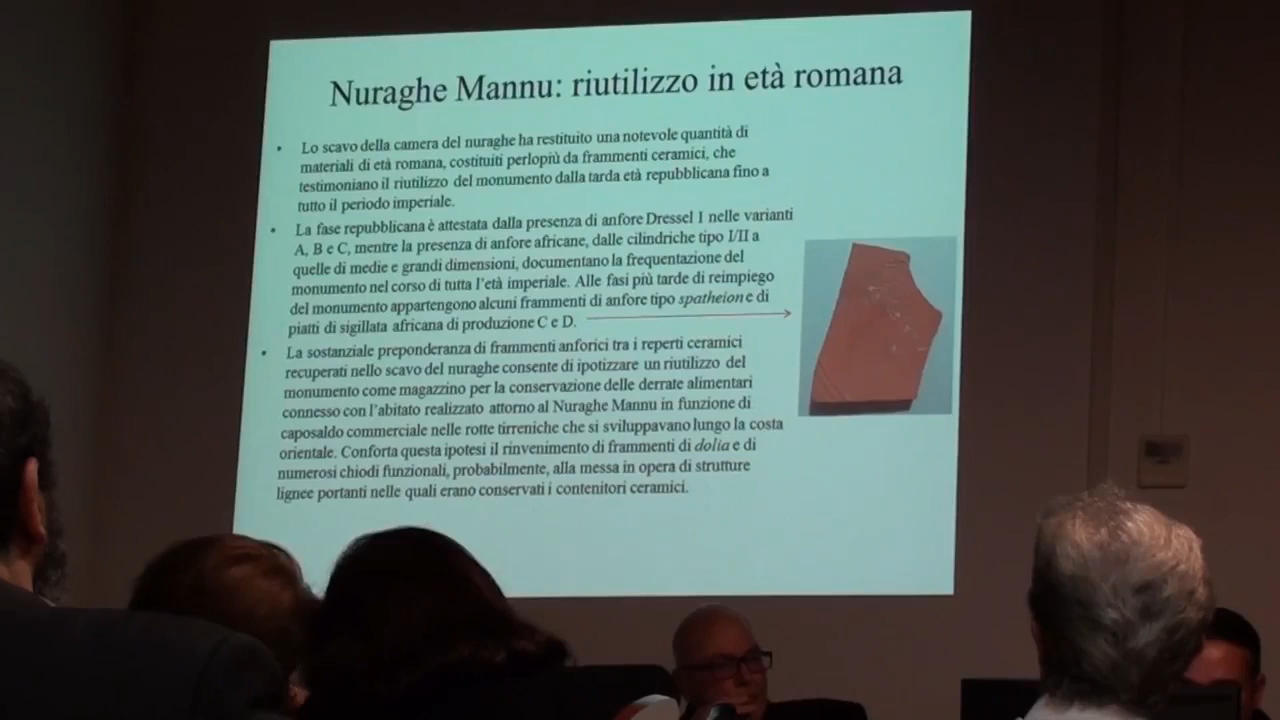 Nuraghe Mannu: riutilizzo in età romana
• Lo scavo della camera del nuraghe ha restituito una notevole quantità di
materiali di età romana, costituiti perlopiù da frammenti ceramici, che
testimoniano il riutilizzo del monumento dalla tarda età repubblicana fino a
tutto il periodo imperiale.
• La fase repubblicana è attestata dalla presenza di anfore Dressel I nelle varianti
A, B e C, mentre la presenza di anfore africane, dalle cilindriche tipo I/II a
quelle di medie e grandi dimensioni, documentano la frequentazione del
monumento nel corso di tutta l'età imperiale. Alle fasi più tarde di reimpiego
del monumento appartengono alcuni frammenti di anfore tipo spatheion e di
piatti di sigillata africana di produzione C e D.
• La sostanziale preponderanza di frammenti anforici tra i reperti ceramici
recuperati nello scavo del nuraghe consente di ipotizzare un riutilizzo del
monumento come magazzino per la conservazione delle derrate alimentari
connesso con l'abitato realizzato attorno al Nuraghe Mannu in funzione di
caposaldo commerciale nelle rotte tirreniche che si sviluppavano lungo la costa
orientale. Conforta questa ipotesi il rinvenimento di frammenti di dolia e di
numerosi chiodi funzionali, probabilmente, alla messa in opera di strutture
lignee portanti nelle quali erano conservati i contenitori ceramici.